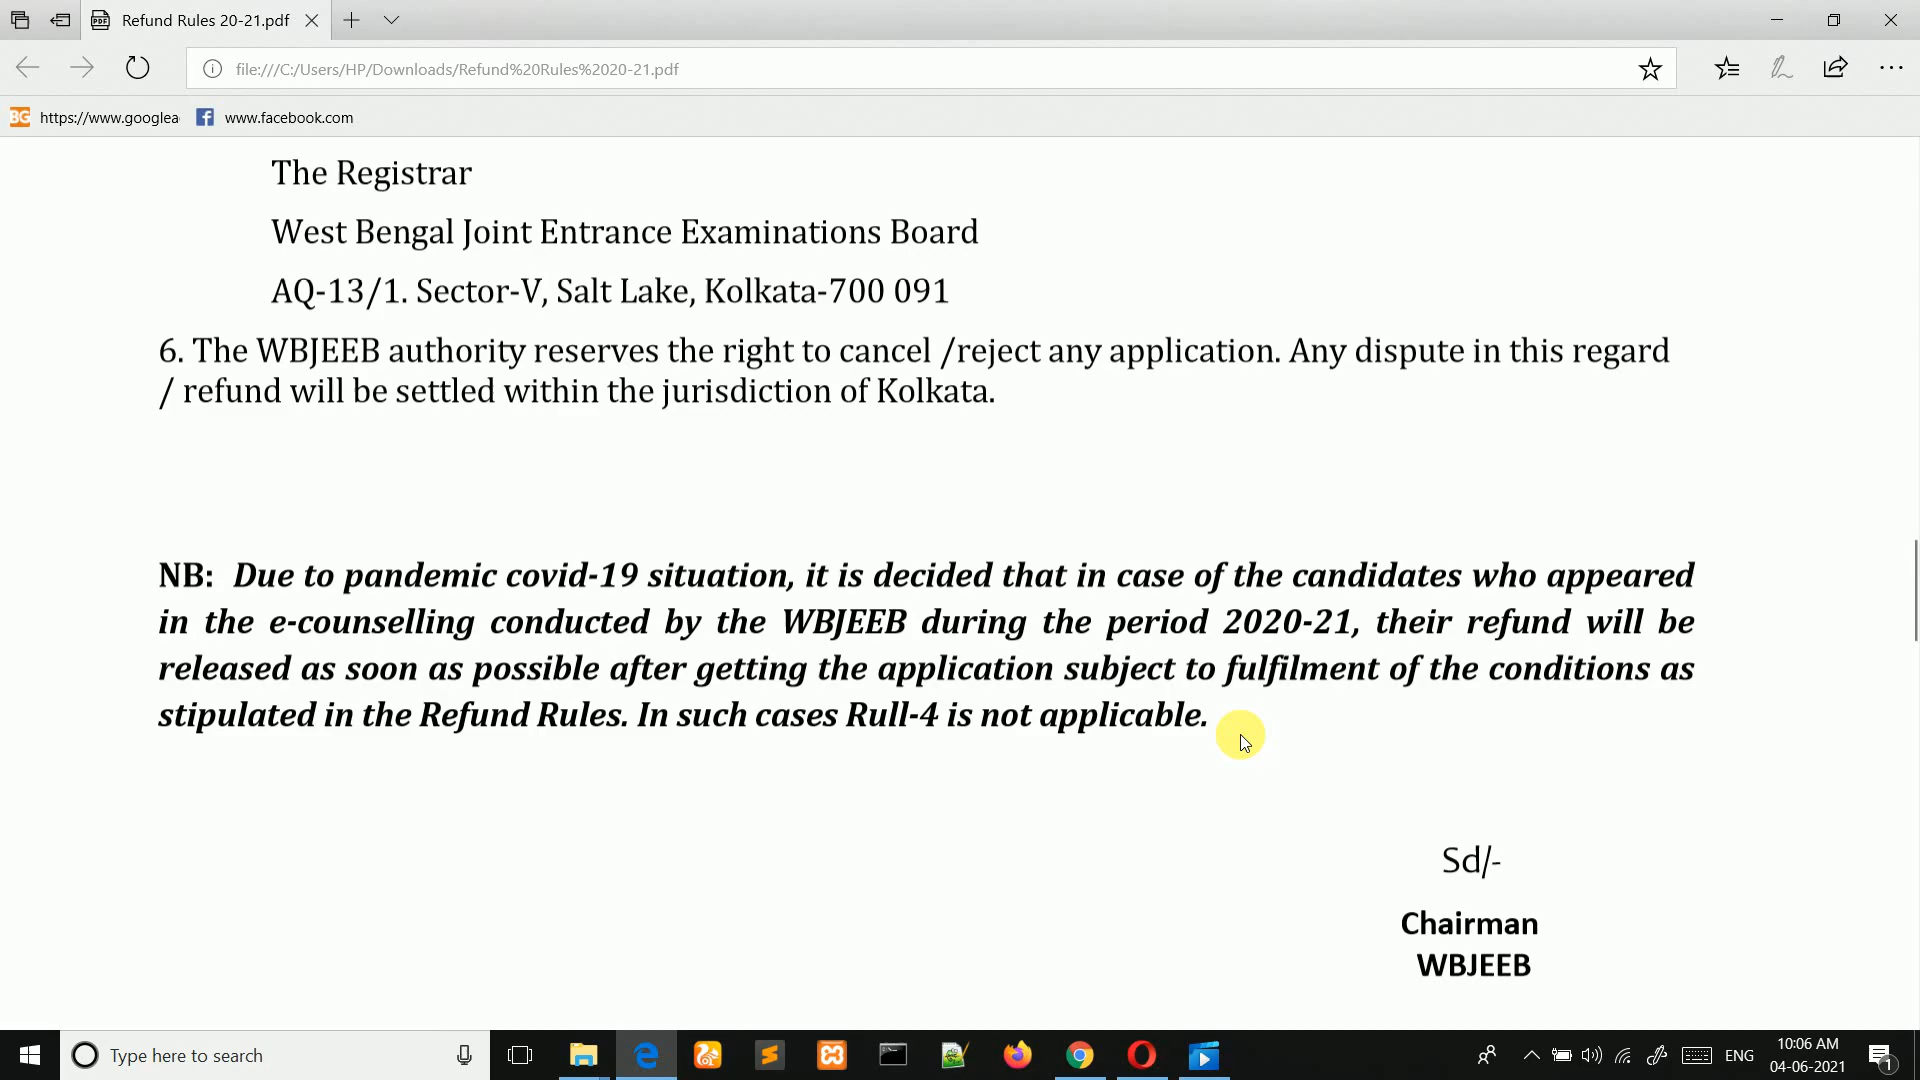 Refund Rules 20-21.pdf
file:///C:/Users/HP/Downloads/Refund%20Rules%2020-21.pdf
BG https://www.googlea www.facebook.com
The Registrar
West Bengal Joint Entrance Examinations Board
AQ-13/1. Sector-V, Salt Lake, Kolkata-700 091
6. The WBJEEB authority reserves the right to cancel /reject any application. Any dispute in this regard
/ refund will be settled within the jurisdiction of Kolkata.
NB: Due to pandemic covid-19 situation, it is decided that in case of the candidates who appeared
in the e-counselling conducted by the WBJEEB during the period 2020-21, their refund will be
released as soon as possible after getting the application subject to fulfilment of the conditions as
stipulated in the Refund Rules. In such cases Rull-4 is not applicable.
Sd/-
Chairman
WBJEEB
Type here to search
ENG
10:06 AM
04-06-2021
1